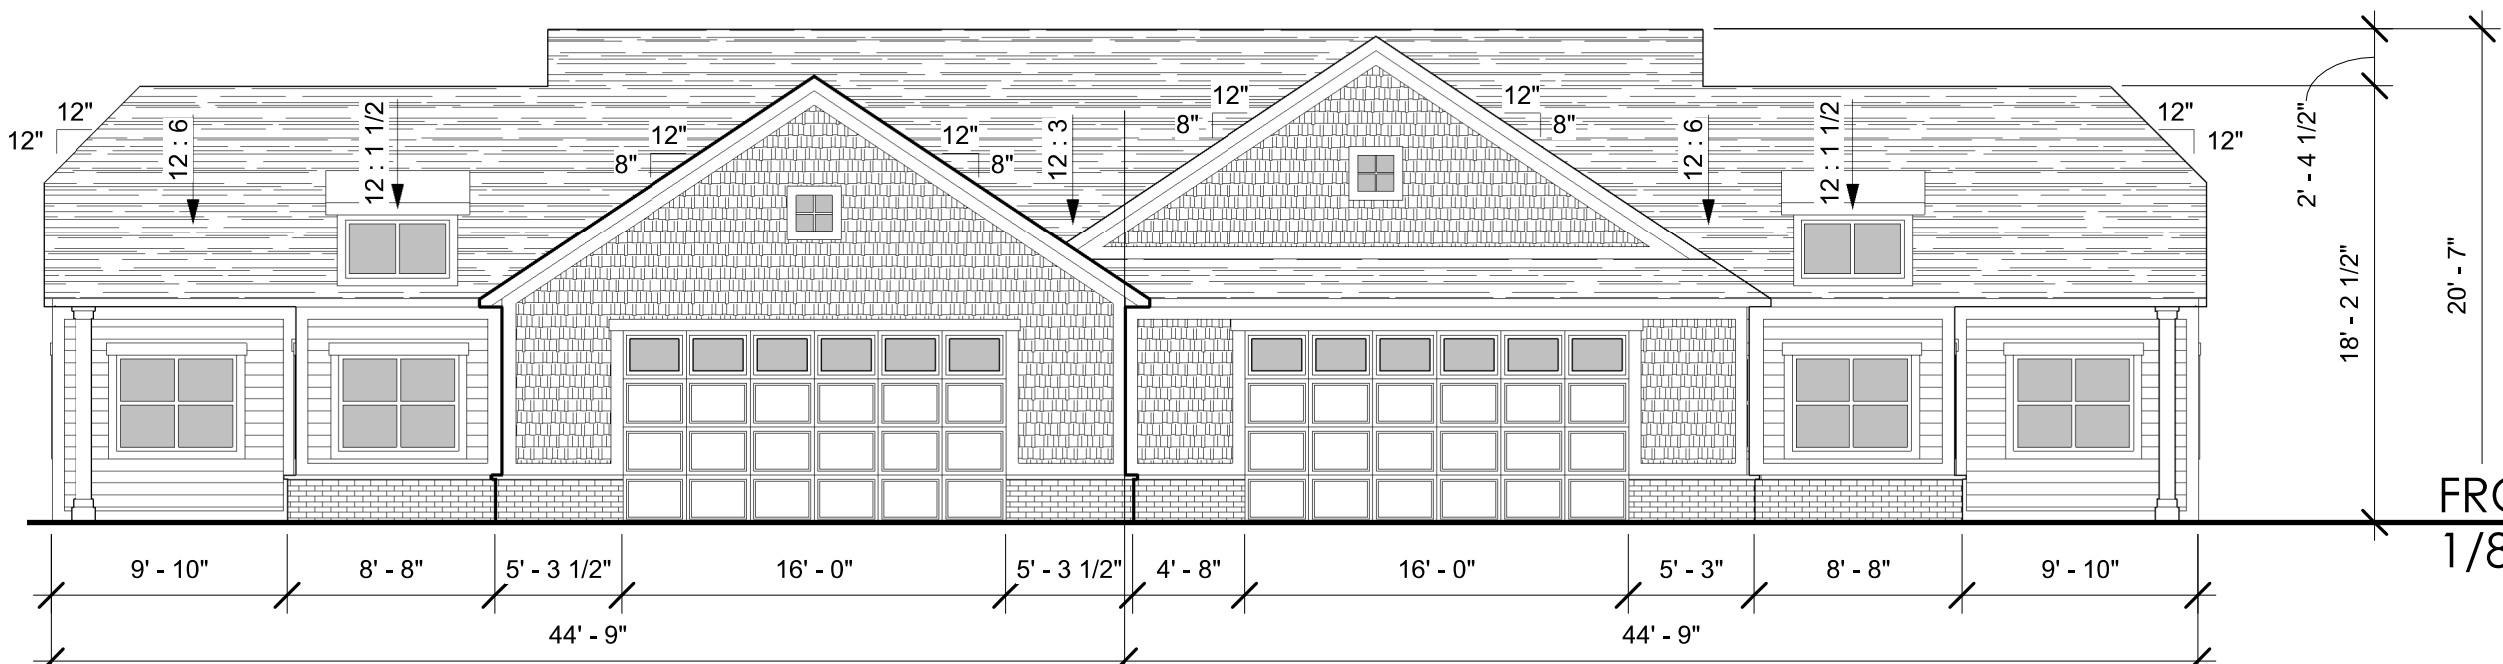 12"
12"
12 : 6
12 : 1 1/2
12"
8"
12"
8"
12 : 3
12"
8"
12"
8"
12 : 6
12 : 1 1/2
12"
12"
2' - 4 1/2"
18' - 2 1/2"
20' - 7"
FRO
1/8
9' - 10"
8' - 8"
5' - 3 1/2"
16' - 0"
5' - 3 1/2"
4' - 8"
16' - 0"
5' - 3"
8' - 8"
9' - 10"
44' - 9"
44' - 9"